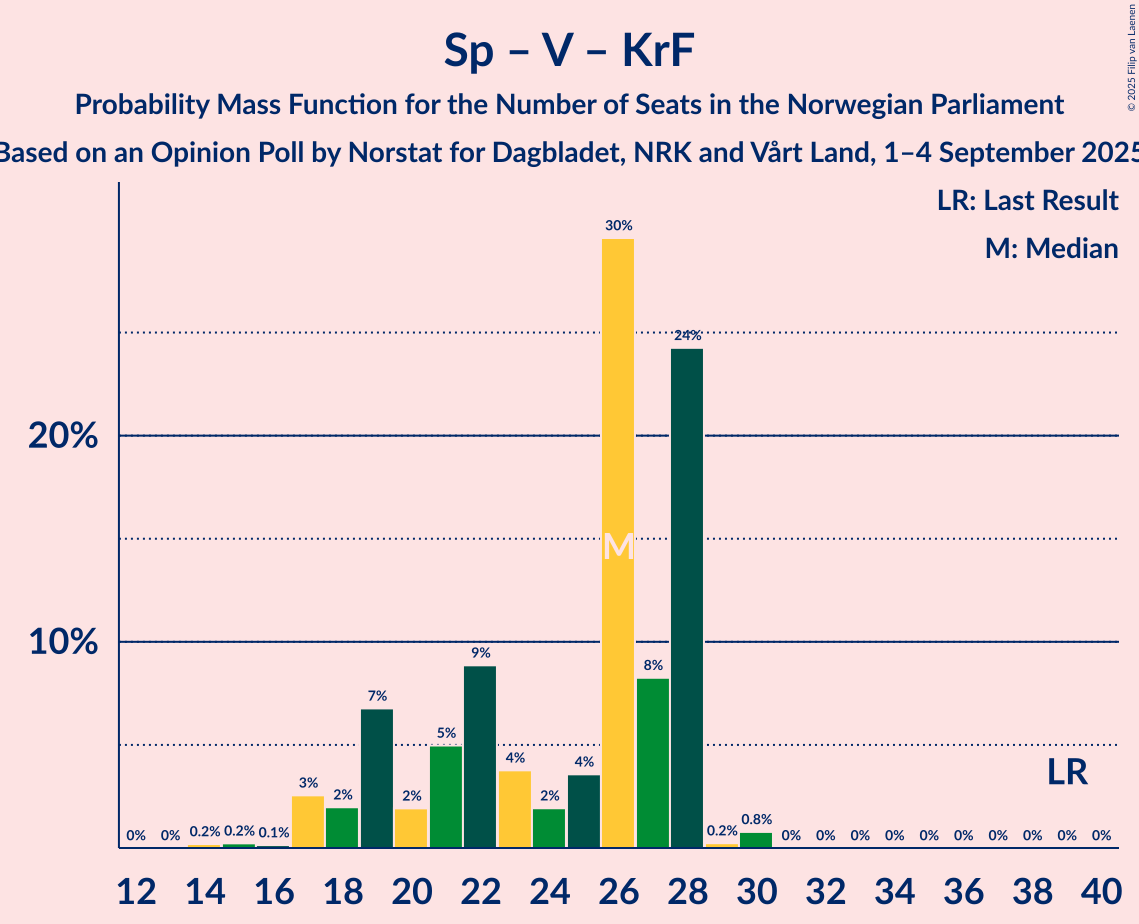 Sp – V – KrF
Probability Mass Function for the Number of Seats in the Norwegian Parliament
Based on an Opinion Poll by Norstat for Dagbladet, NRK and Vårt Land, 1–4 September 2025
© 2025 Filip van Laenen
LR: Last Result
M: Median
30%
24%
20%
M
10%
9%
8%
7%
5%
4%
4%
LR
3%
2%
2%
2%
0% 0% 0.2% 0.2% 0.1% 0.2% 0.8% 0% 0% 0% 0% 0% 0% 0% 0% 0% 0%
12 14 16 18 20 22 24 26 28 30 32 34 36 38 40